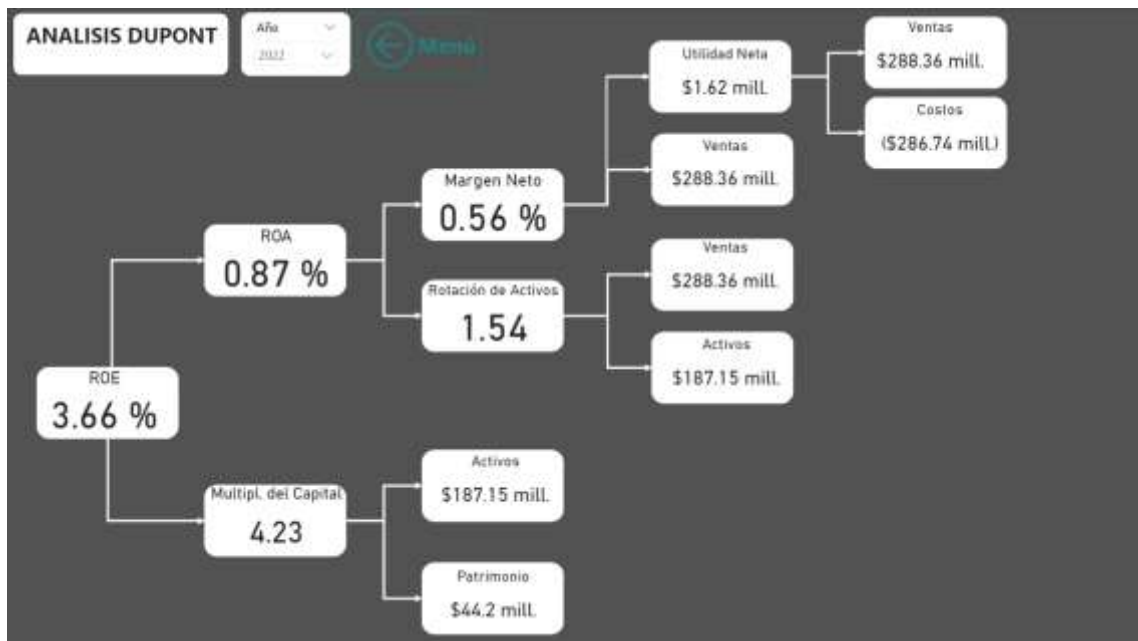 ANALISIS DUPONT
Año
2022
Menú
Ventas
$288.36 mill.
Utilidad Neta
$1.62 mill.
Costos
($286.74 mill.)
Ventas
$288.36 mill.
Margen Neto
0.56 %
ROA
0.87 %
Ventas
$288.36 mill.
Rotación de Activos
1.54
Activos
$187.15 mill.
ROE
3.66 %
Activos
$187.15 mill.
Multipl. del Capital
4.23
Patrimonio
$44.2 mill.